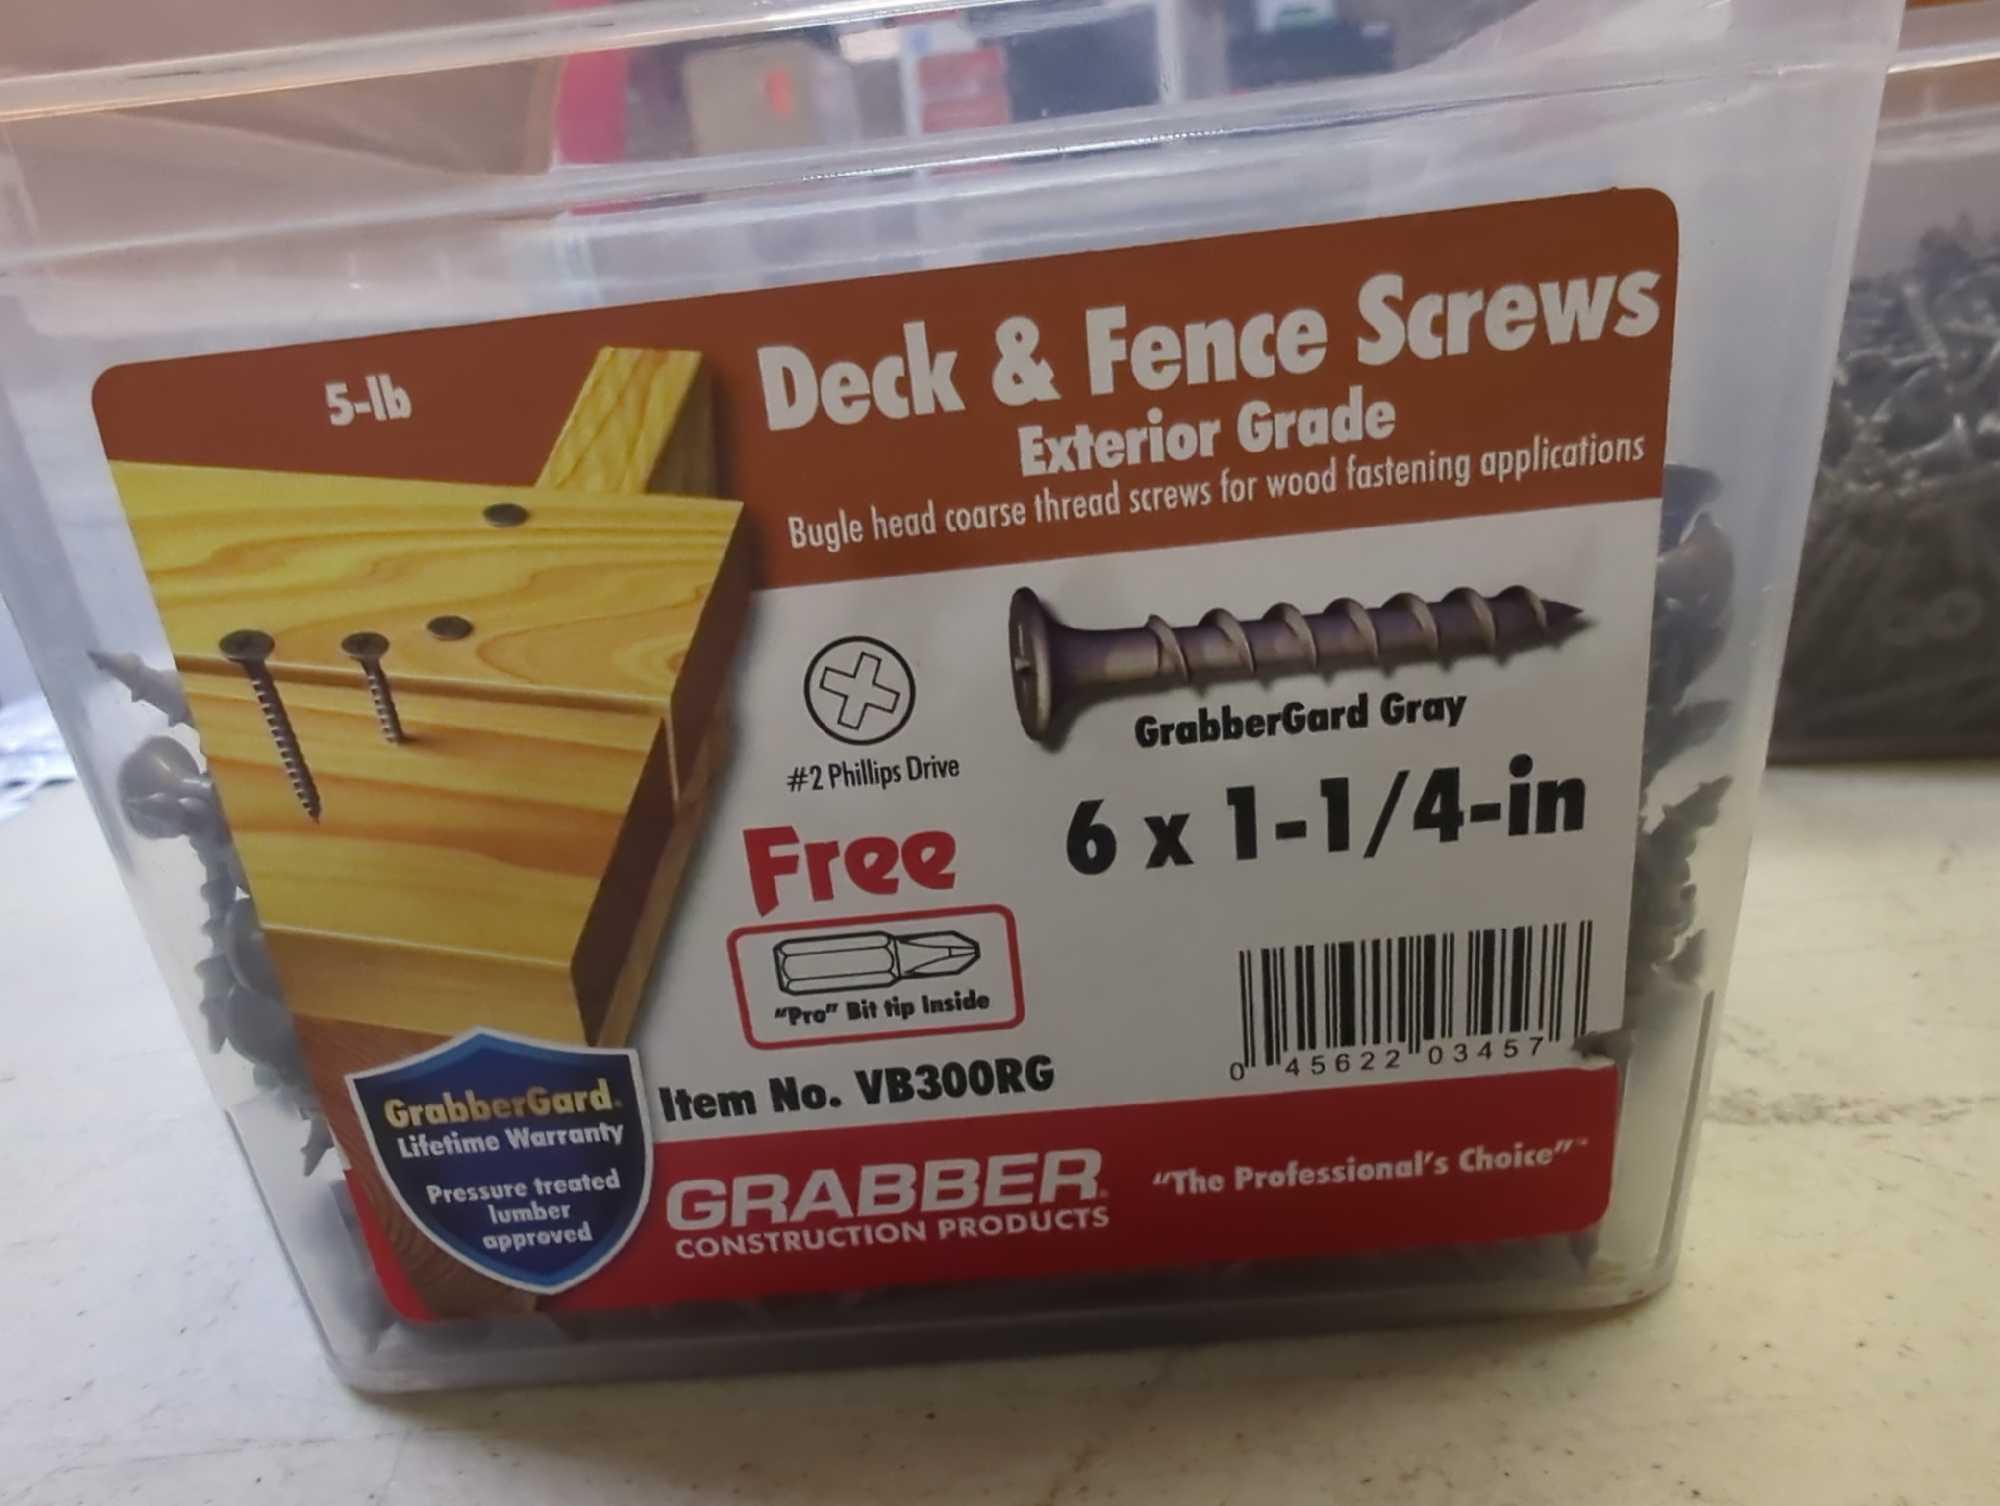 5-lb
Deck & Fence Screws
Exterior Grade
Bugle head coarse thread screws for wood fastening applications
#2 Phillips Drive
GrabberGard Gray
6 x 1-1/4-in
Free
"Pro" Bit tip Inside
Item No. VB300RG
0 45622 03457
GrabberGard.
Lifetime Warranty
Pressure treated
lumber
approved
GRABBER
CONSTRUCTION PRODUCTS
"The Professional's Choice"™